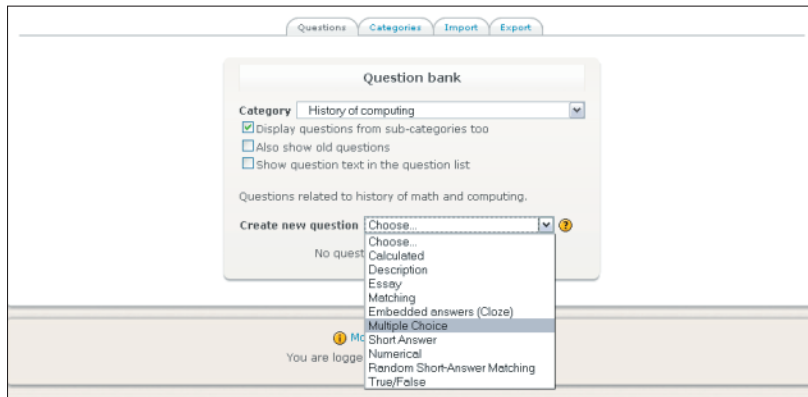 Questions Categories Import Export
Question bank
Category History of computing
Display questions from sub-categories too
Also show old questions
Show question text in the question list
Questions related to history of math and computing.
Create new question Choose... ?
Choose...
No quest Calculated
Description
Essay
Matching
Embedded answers (Cloze)
Multiple Choice
i Mo Short Answer
You are logge Numerical
Random Short-Answer Matching
True/False